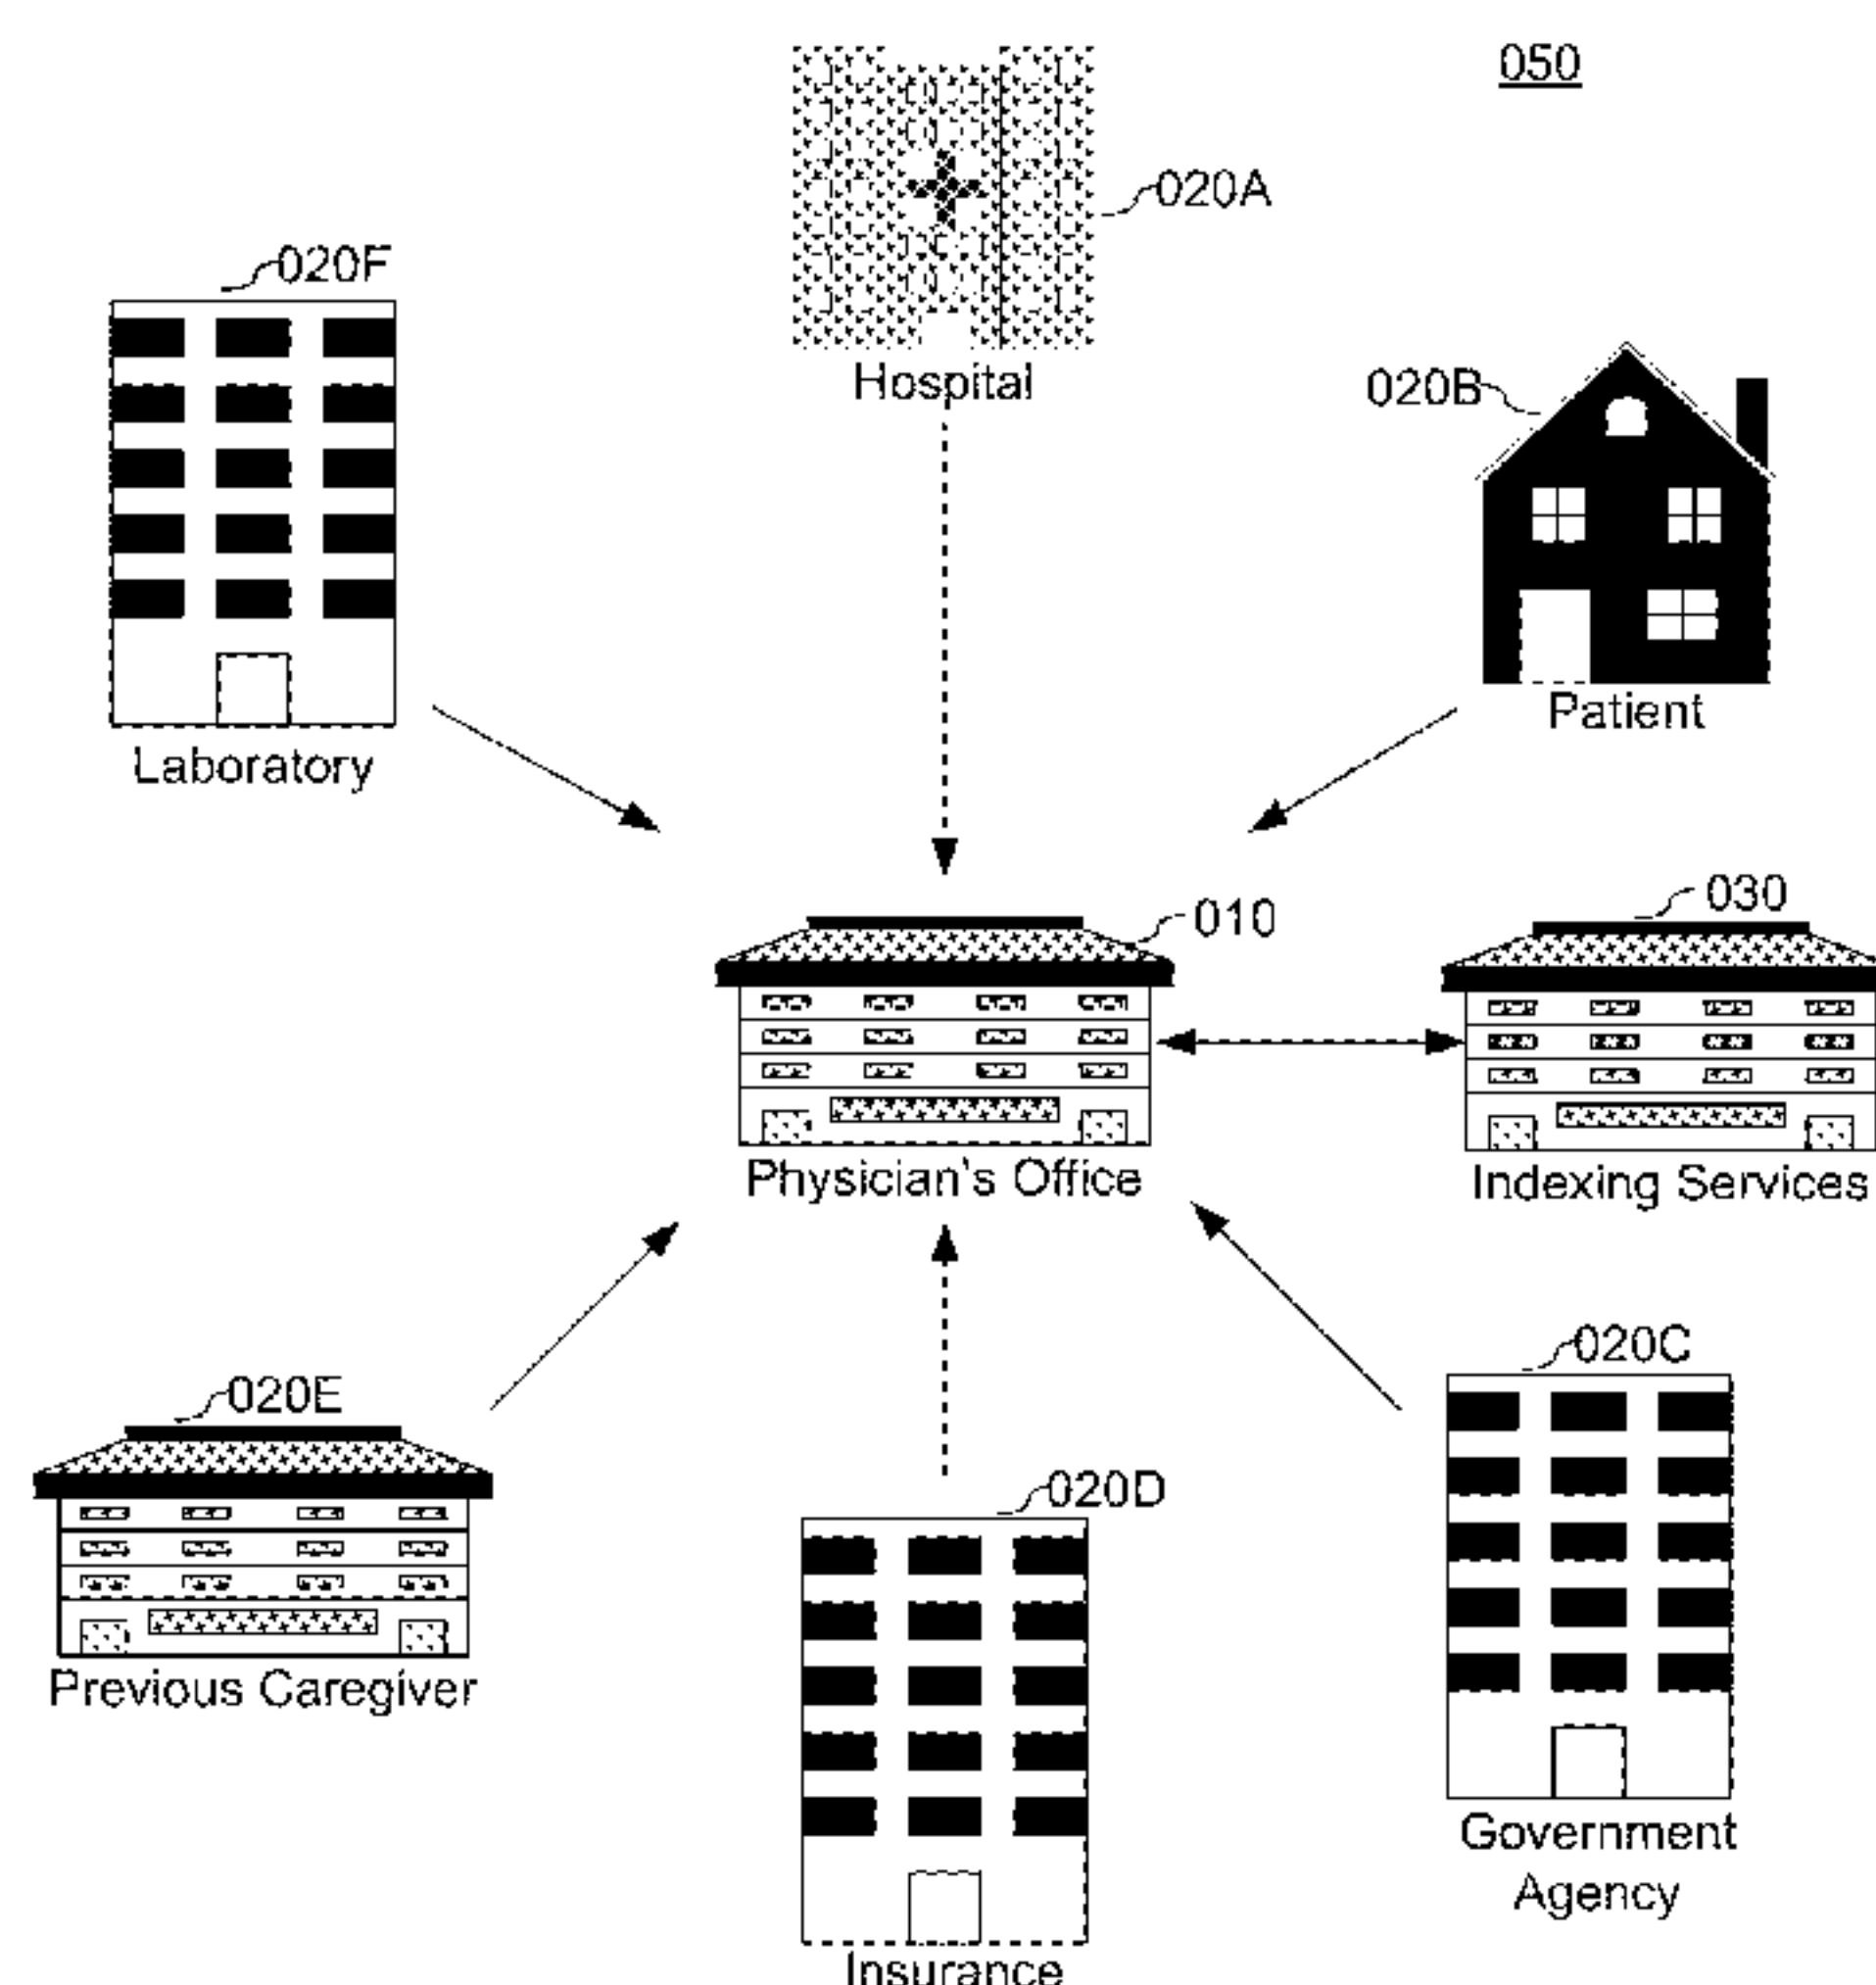 050
020A
020F
Hospital
020B
Patient
Laboratory
010
030
Physician's Office
Indexing Services
020E
020C
020D
Previous Caregiver
Government
Agency
Insurance